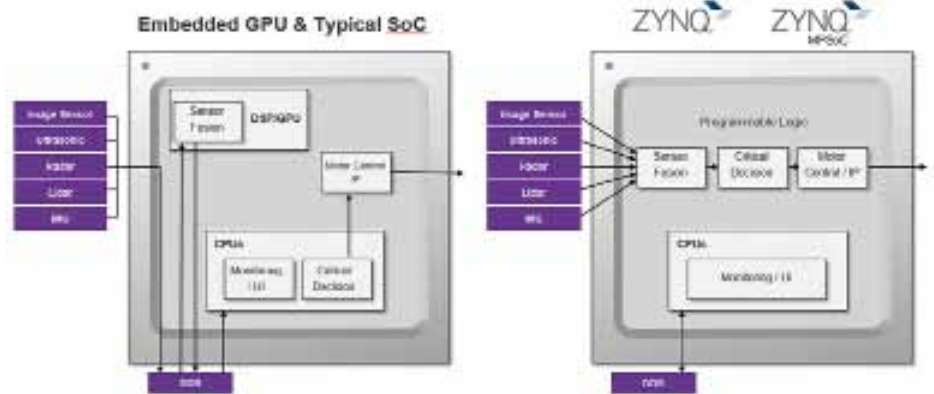 Embedded GPU & Typical SoC
Image Sensor
Ultrasonic
Radar
Lidar
IMU
Sensor
Fusion
DSP/GPU
Motor Control
IP
CPUs
Monitoring
/ UI
Critical
Decision
DDR
ZYNQ
ZYNQ
MPSoC
Image Sensor
Ultrasonic
Radar
Lidar
IMU
Programmable Logic
Sensor
Fusion
Critical
Decision
Motor
Control / IP
CPUs
Monitoring / UI
DDR